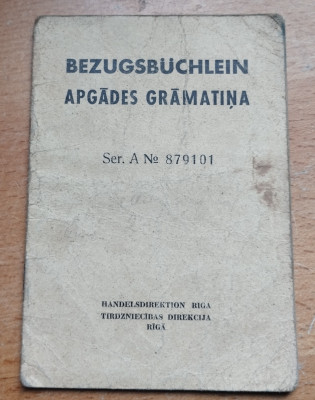 BEZUGSBÜCHLEIN
APGĀDES GRĀMATIŅA
Ser. A № 879101
HANDELSDIREKTION RIGA
TIRDZNIECĪBAS DIREKCIJA
RĪGĀ